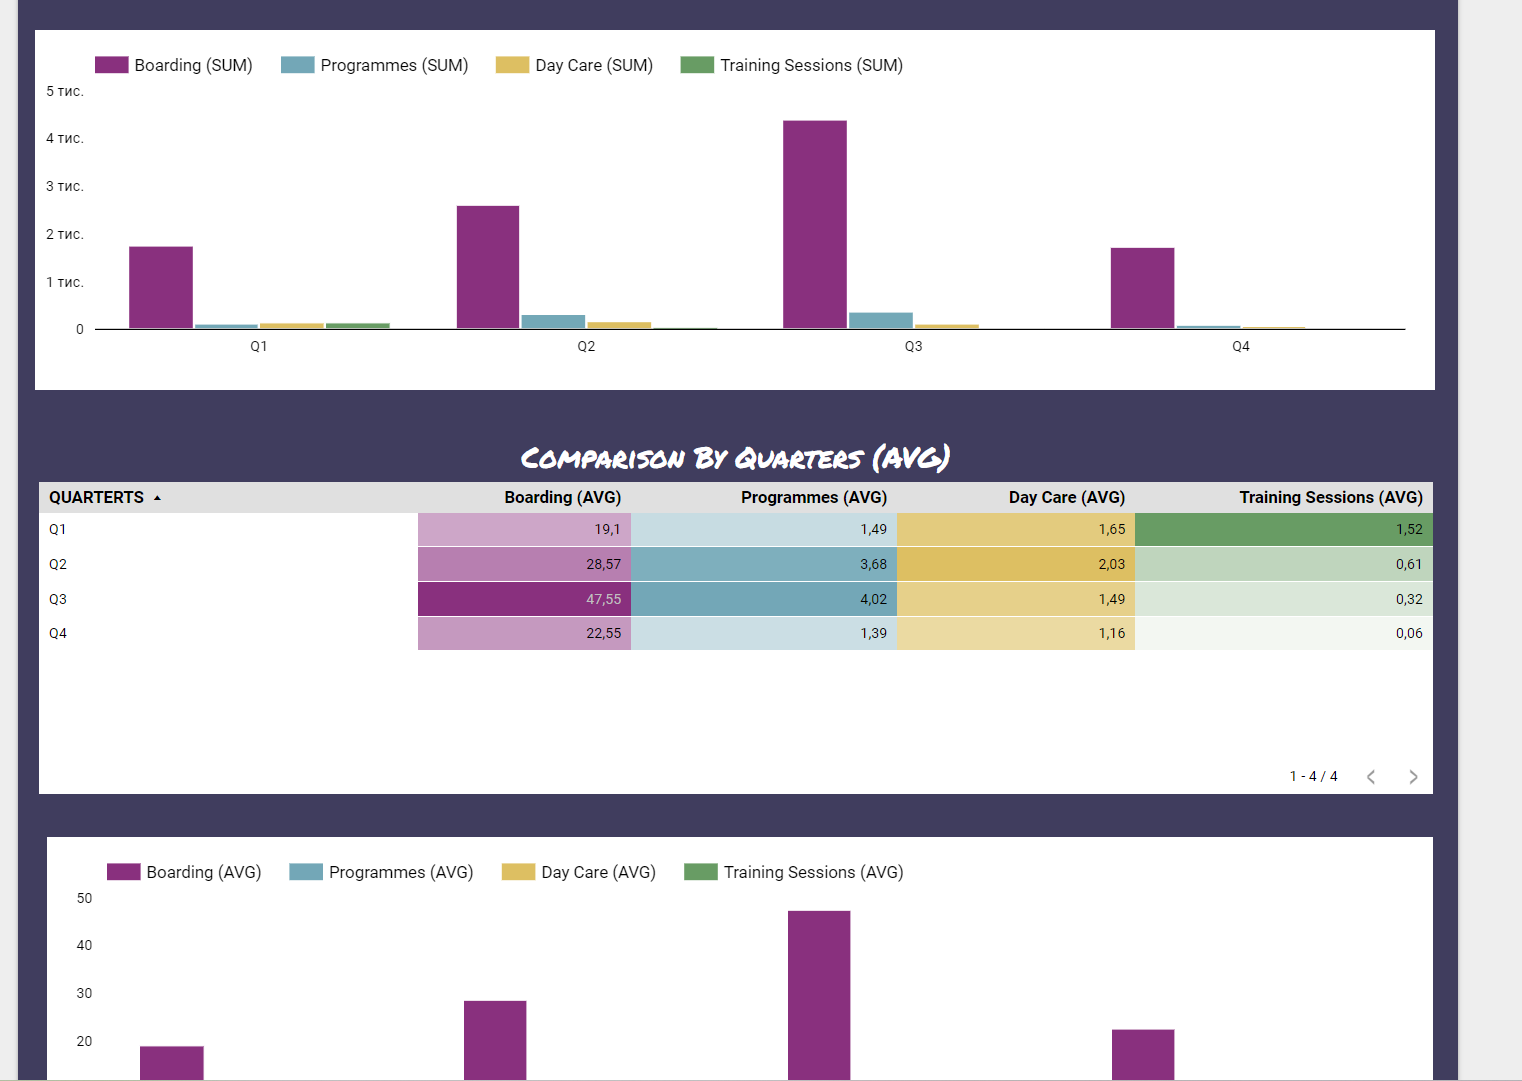 Boarding (SUM) Programmes (SUM) Day Care (SUM) Training Sessions (SUM)
5 тис.
4 тис.
3 тис.
2 тис.
1 тис.
0
Q1 Q2 Q3 Q4
Comparison By Quarters (AVG)
QUARTERTS Boarding (AVG) Programmes (AVG) Day Care (AVG) Training Sessions (AVG)
Q1 19,1 1,49 1,65 1,52
Q2 28,57 3,68 2,03 0,61
Q3 47,55 4,02 1,49 0,32
Q4 22,55 1,39 1,16 0,06
1 - 4 / 4
Boarding (AVG) Programmes (AVG) Day Care (AVG) Training Sessions (AVG)
50
40
30
20